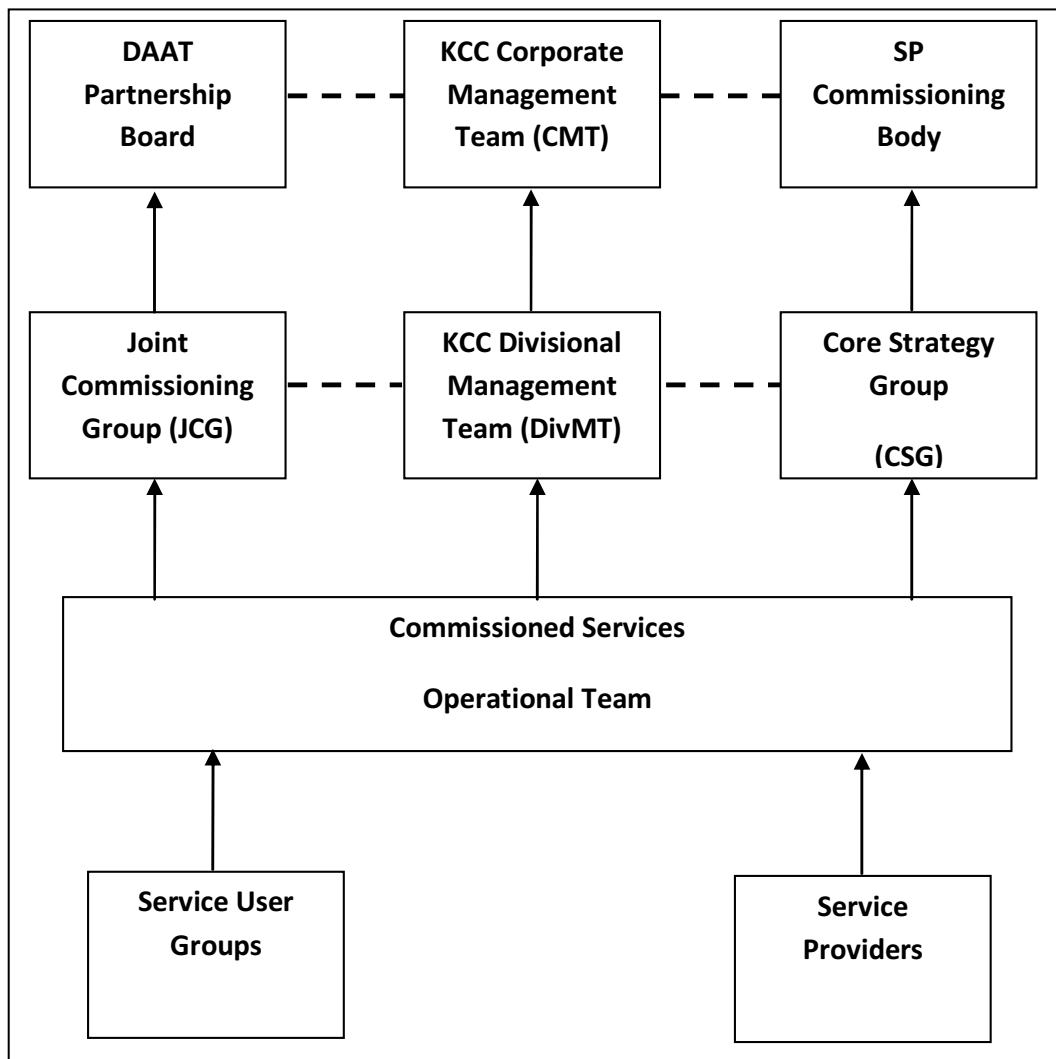 DAAT
Partnership
Board
KCC Corporate
Management
Team (CMT)
SP
Commissioning
Body
Joint
Commissioning
Group (JCG)
KCC Divisional
Management
Team (DivMT)
Core Strategy
Group
(CSG)
Commissioned Services
Operational Team
Service User
Groups
Service
Providers